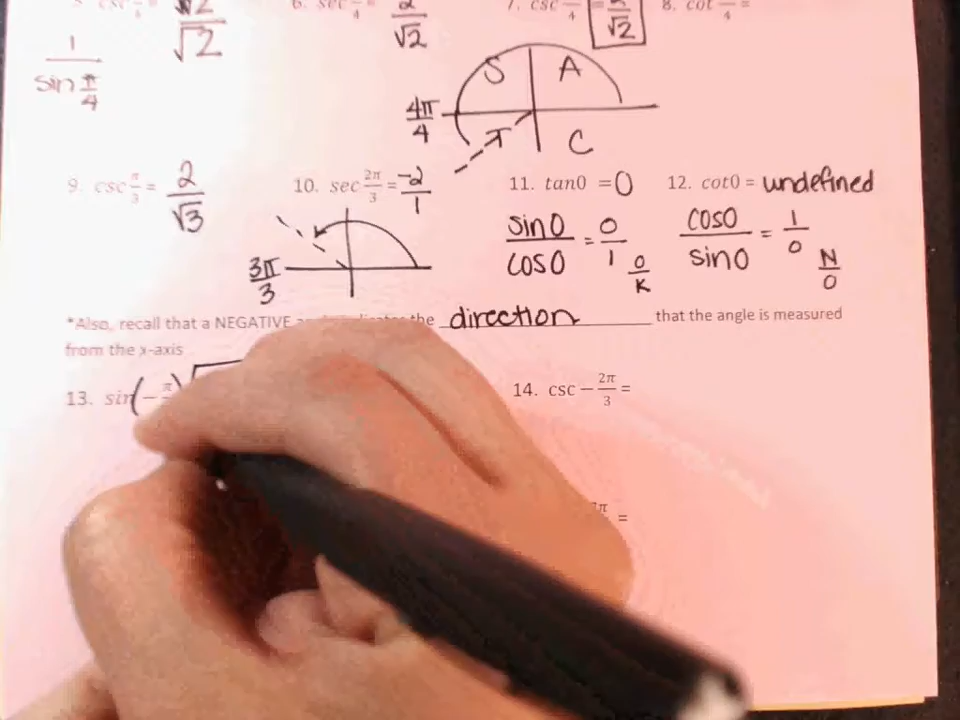 6. sec
7. csc
8. cot
1
sin π/4
√2
2/√2
√2
S A
4π/4
T C
9. csc π/3 = 2/√3
10. sec 2π/3 = -2/1
11. tan0 = 0
12. cot0 = undefined
sin0/cos0 = 0/1
0/K
cos0/sin0 = 1/0
N/0
3π/3
*Also, recall that a NEGATIVE the direction that the angle is measured
from the x-axis
13. sin(-
14. csc - 2π/3 =
=